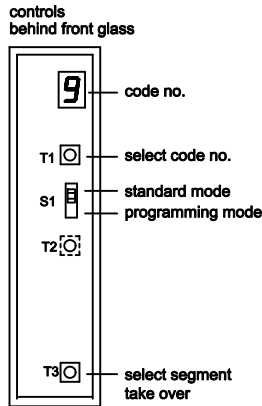 controls
behind front glass
9
code no.
T1
select code no.
S1
standard mode
programming mode
T2
T3
select segment
take over